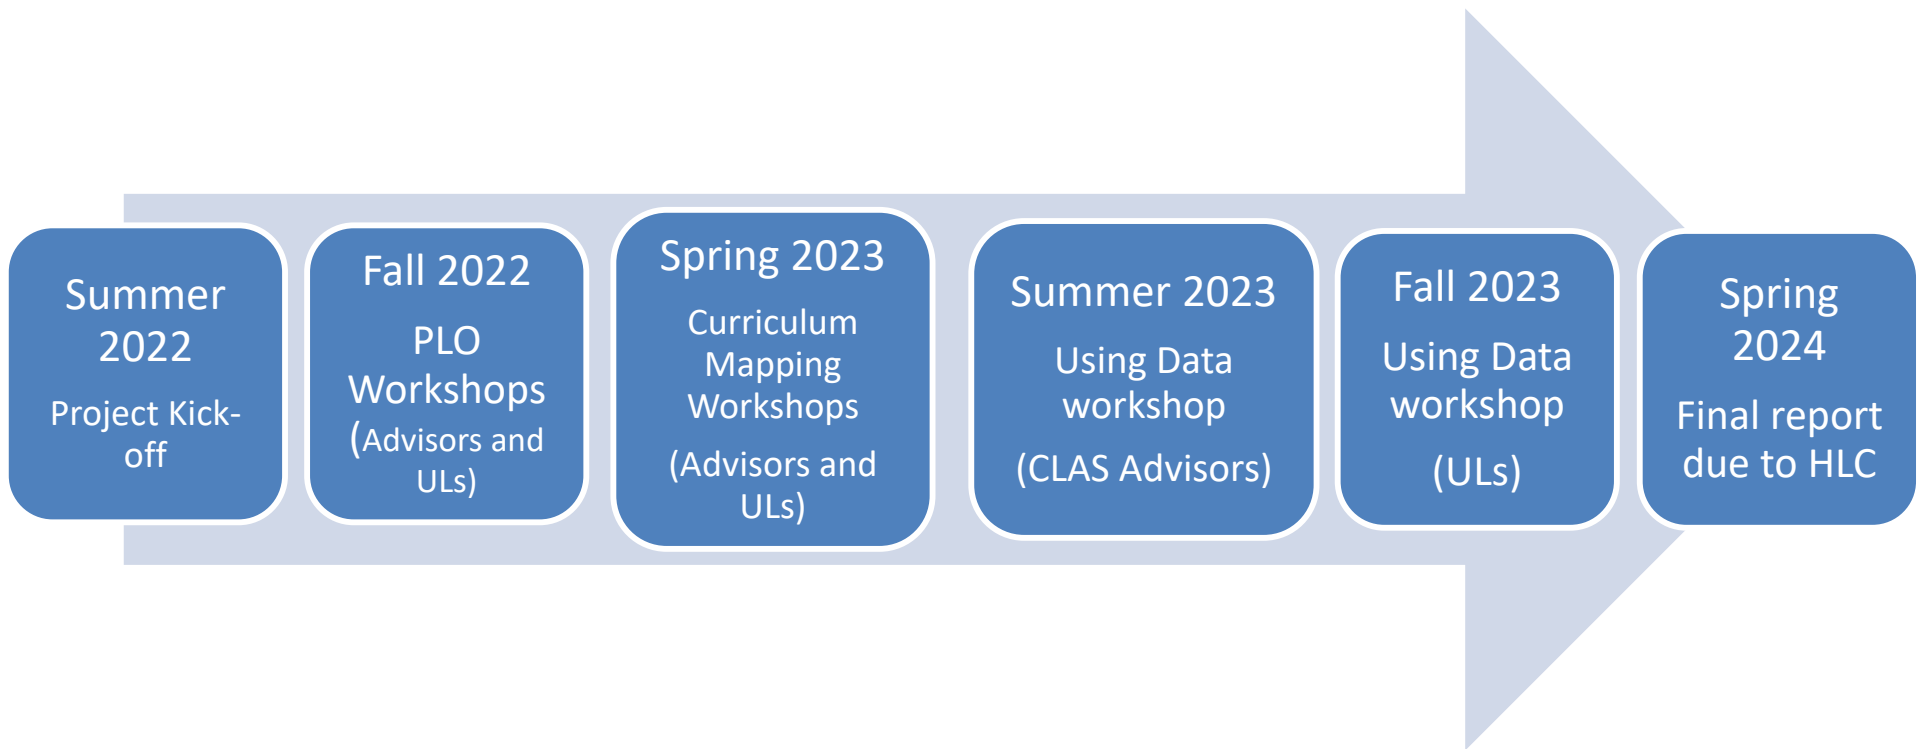 Summer
2022
Project Kick-
off
Fall 2022
PLO
Workshops
(Advisors and
ULs)
Spring 2023
Curriculum
Mapping
Workshops
(Advisors and
ULs)
Summer 2023
Using Data
workshop
(CLAS Advisors)
Fall 2023
Using Data
workshop
(ULs)
Spring
2024
Final report
due to HLC